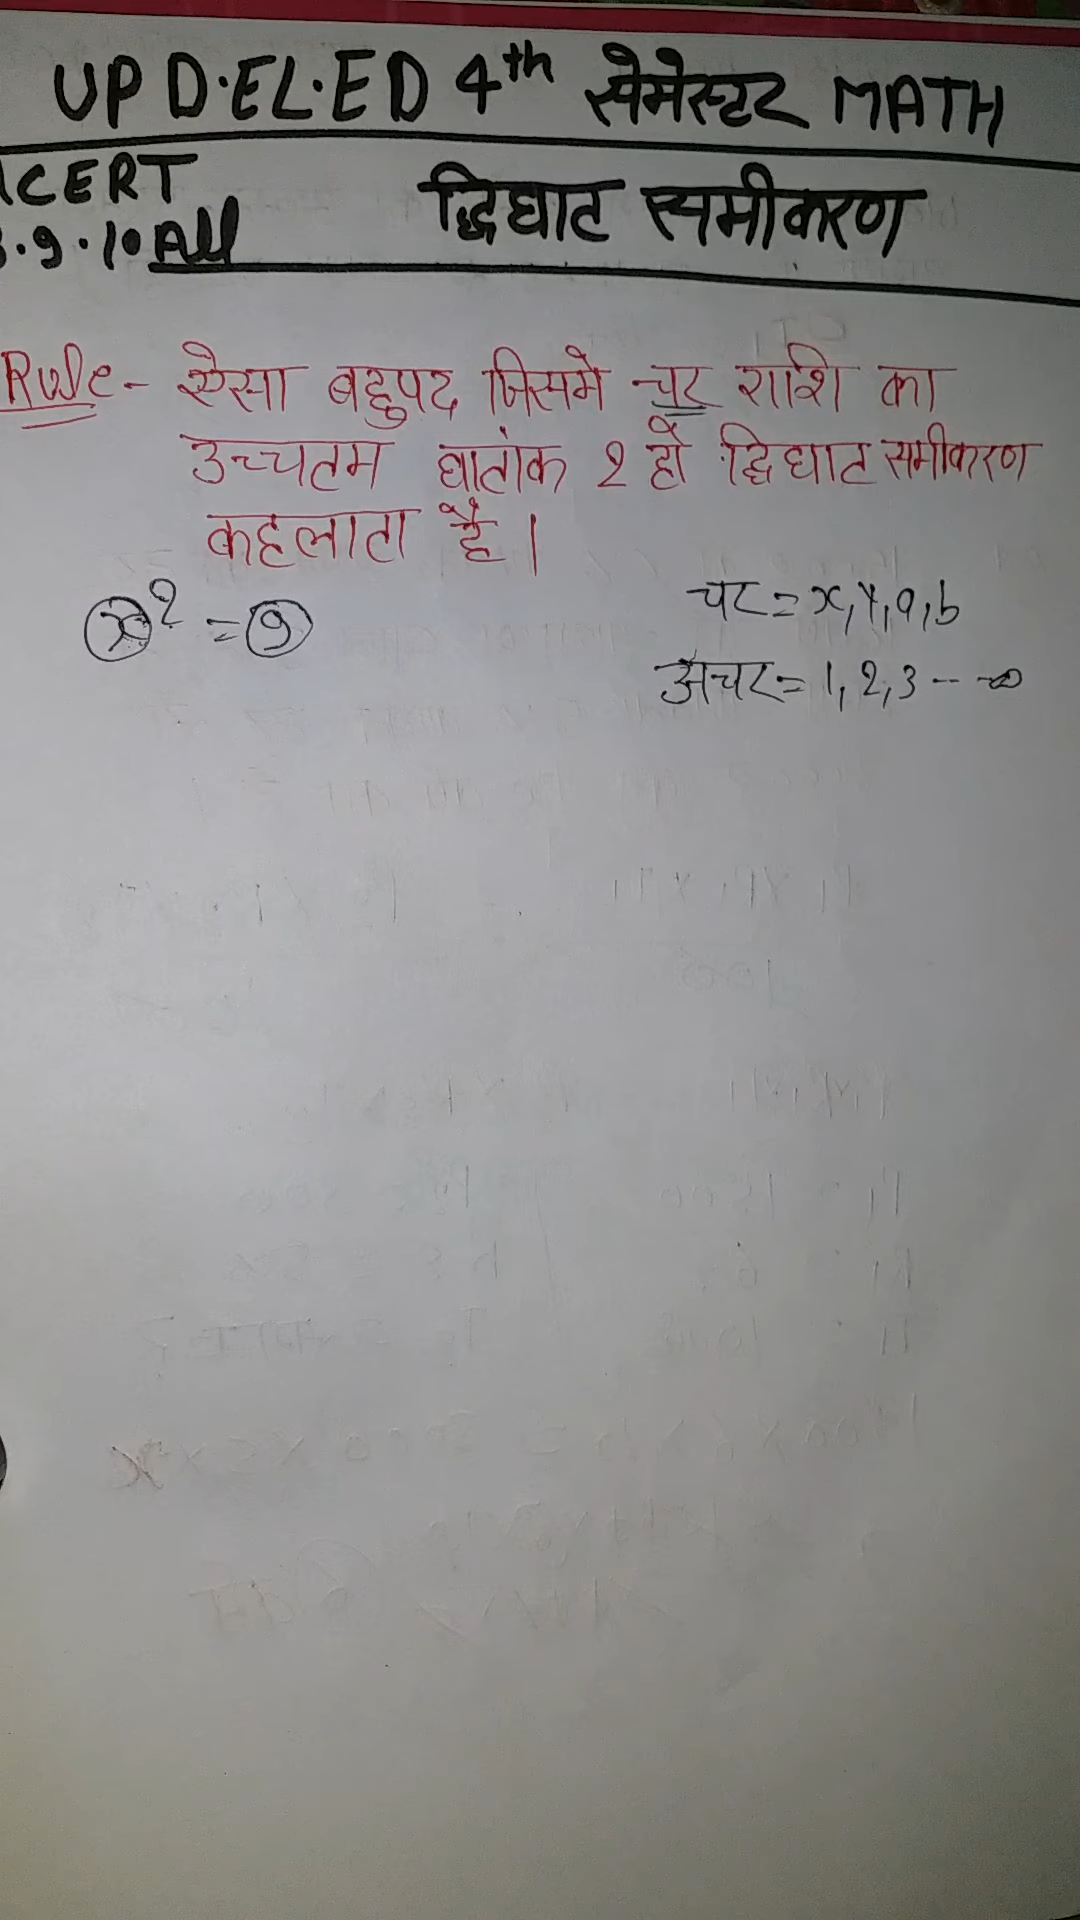 UP D.EL.ED 4th सेमेस्टर MATH
CERT
द्विघाट समीकरण
.9.10 All
Rule - ऐसा बहुपद जिसमे चर राशि का
उच्चतम घातांक 2 हो द्विघाट समीकरण
कहलाता है।
x² = 9
चर = x, y, a, b
अचर = 1, 2, 3 -- ∞